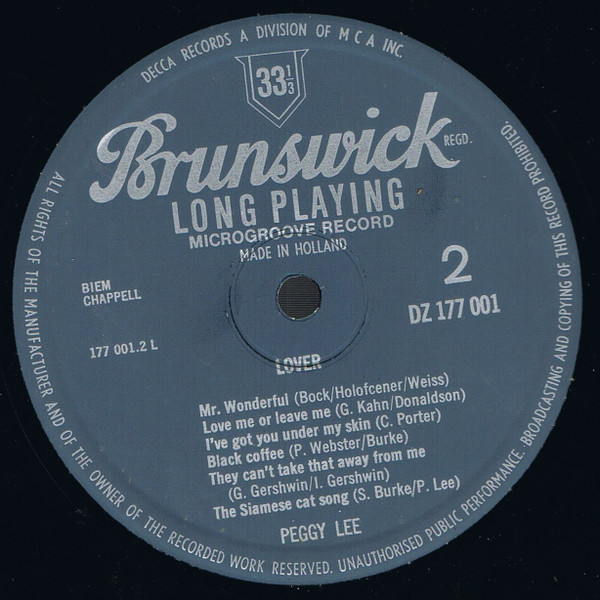 DECCA RECORDS A DIVISION OF M C A INC.
33 1/3
Brunswick
REGD.
LONG PLAYING
MICROGROOVE RECORD
MADE IN HOLLAND
BIEM
CHAPPELL
2
DZ 177 001
177 001.2 L
LOVER
Mr. Wonderful (Bock/Holofcener/Weiss)
Love me or leave me (G. Kahn/Donaldson)
I've got you under my skin (C. Porter)
Black coffee (P. Webster/Burke)
They can't take that away from me
(G. Gershwin/I. Gershwin)
The Siamese cat song (S. Burke/P. Lee)
PEGGY LEE
ALL RIGHTS OF THE MANUFACTURER AND OF THE OWNER OF THE RECORDED WORK RESERVED. UNAUTHORISED PUBLIC PERFORMANCE. BROADCASTING AND COPYING OF THIS RECORD PROHIBITED.